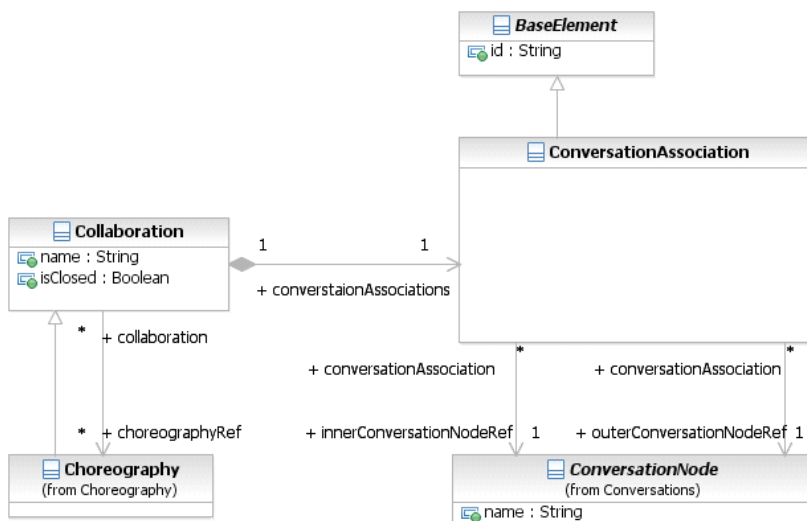 BaseElement
id : String
ConversationAssociation
Collaboration
name : String
isClosed : Boolean
1
1
+ converstaionAssociations
*
+ collaboration
*
+ choreographyRef
*
+ conversationAssociation
+ innerConversationNodeRef
1
*
+ conversationAssociation
+ outerConversationNodeRef
1
Choreography
(from Choreography)
ConversationNode
(from Conversations)
name : String